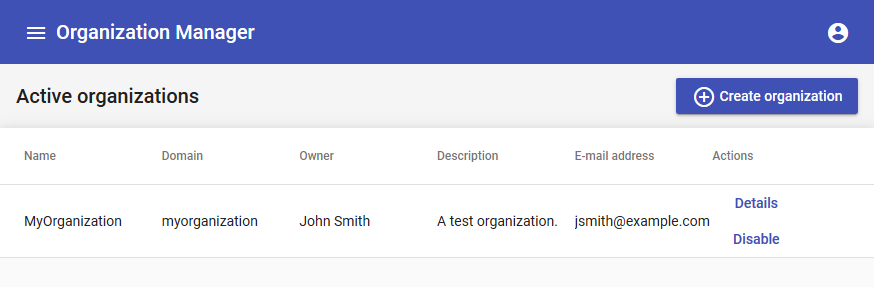 Organization Manager
Active organizations
Create organization
Name Domain Owner Description E-mail address Actions
MyOrganization myorganization John Smith A test organization. jsmith@example.com Details
Disable